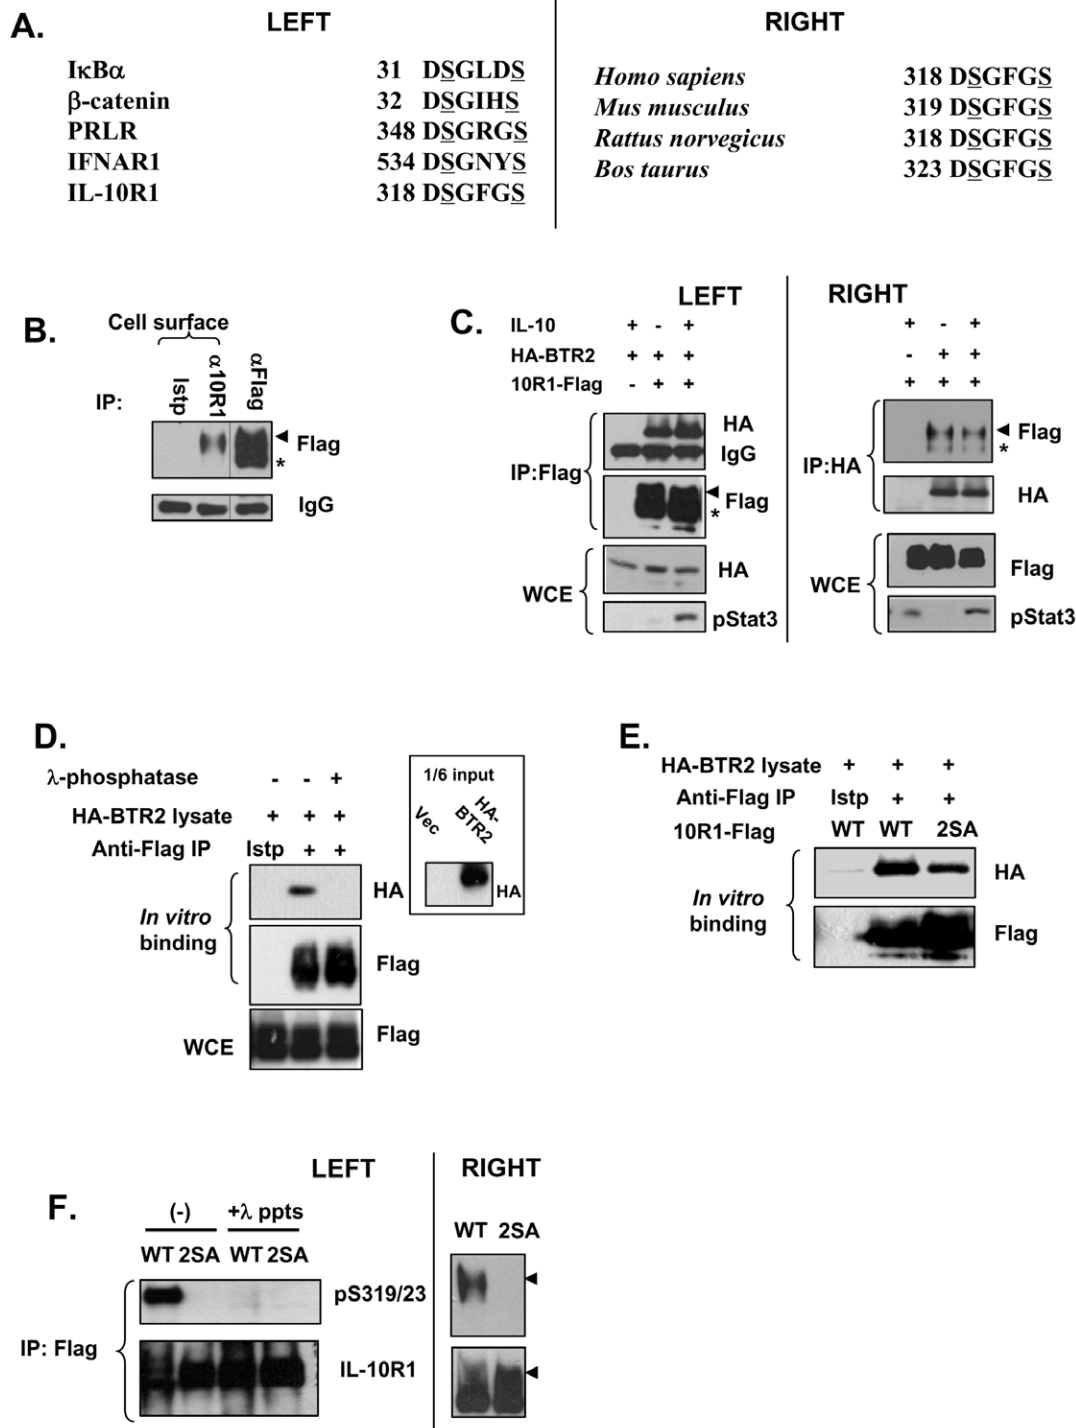 A.
LEFT
IκBα 31 DSGLDS
β-catenin 32 DSGIHS
PRLR 348 DSGRGS
IFNAR1 534 DSGNYS
IL-10R1 318 DSGFGS
RIGHT
Homo sapiens 318 DSGFGS
Mus musculus 319 DSGFGS
Rattus norvegicus 318 DSGFGS
Bos taurus 323 DSGFGS
B.
Cell surface
IP: Istp α10R1 αFlag
Flag
*
IgG
C.
LEFT
IL-10 + - +
HA-BTR2 + + +
10R1-Flag - + +
IP:Flag
HA
IgG
Flag
*
WCE
HA
pStat3
RIGHT
+ - +
- + +
+ + +
IP:HA
Flag
*
HA
WCE
Flag
pStat3
D.
λ-phosphatase - - +
HA-BTR2 lysate + + +
Anti-Flag IP Istp + +
In vitro
binding
HA
Flag
WCE
Flag
1/6 input
Vec
HA-
BTR2
HA
E.
HA-BTR2 lysate + + +
Anti-Flag IP Istp + +
10R1-Flag WT WT 2SA
In vitro
binding
HA
Flag
F.
LEFT
(-) +λ ppts
WT 2SA WT 2SA
IP: Flag
pS319/23
IL-10R1
RIGHT
WT 2SA